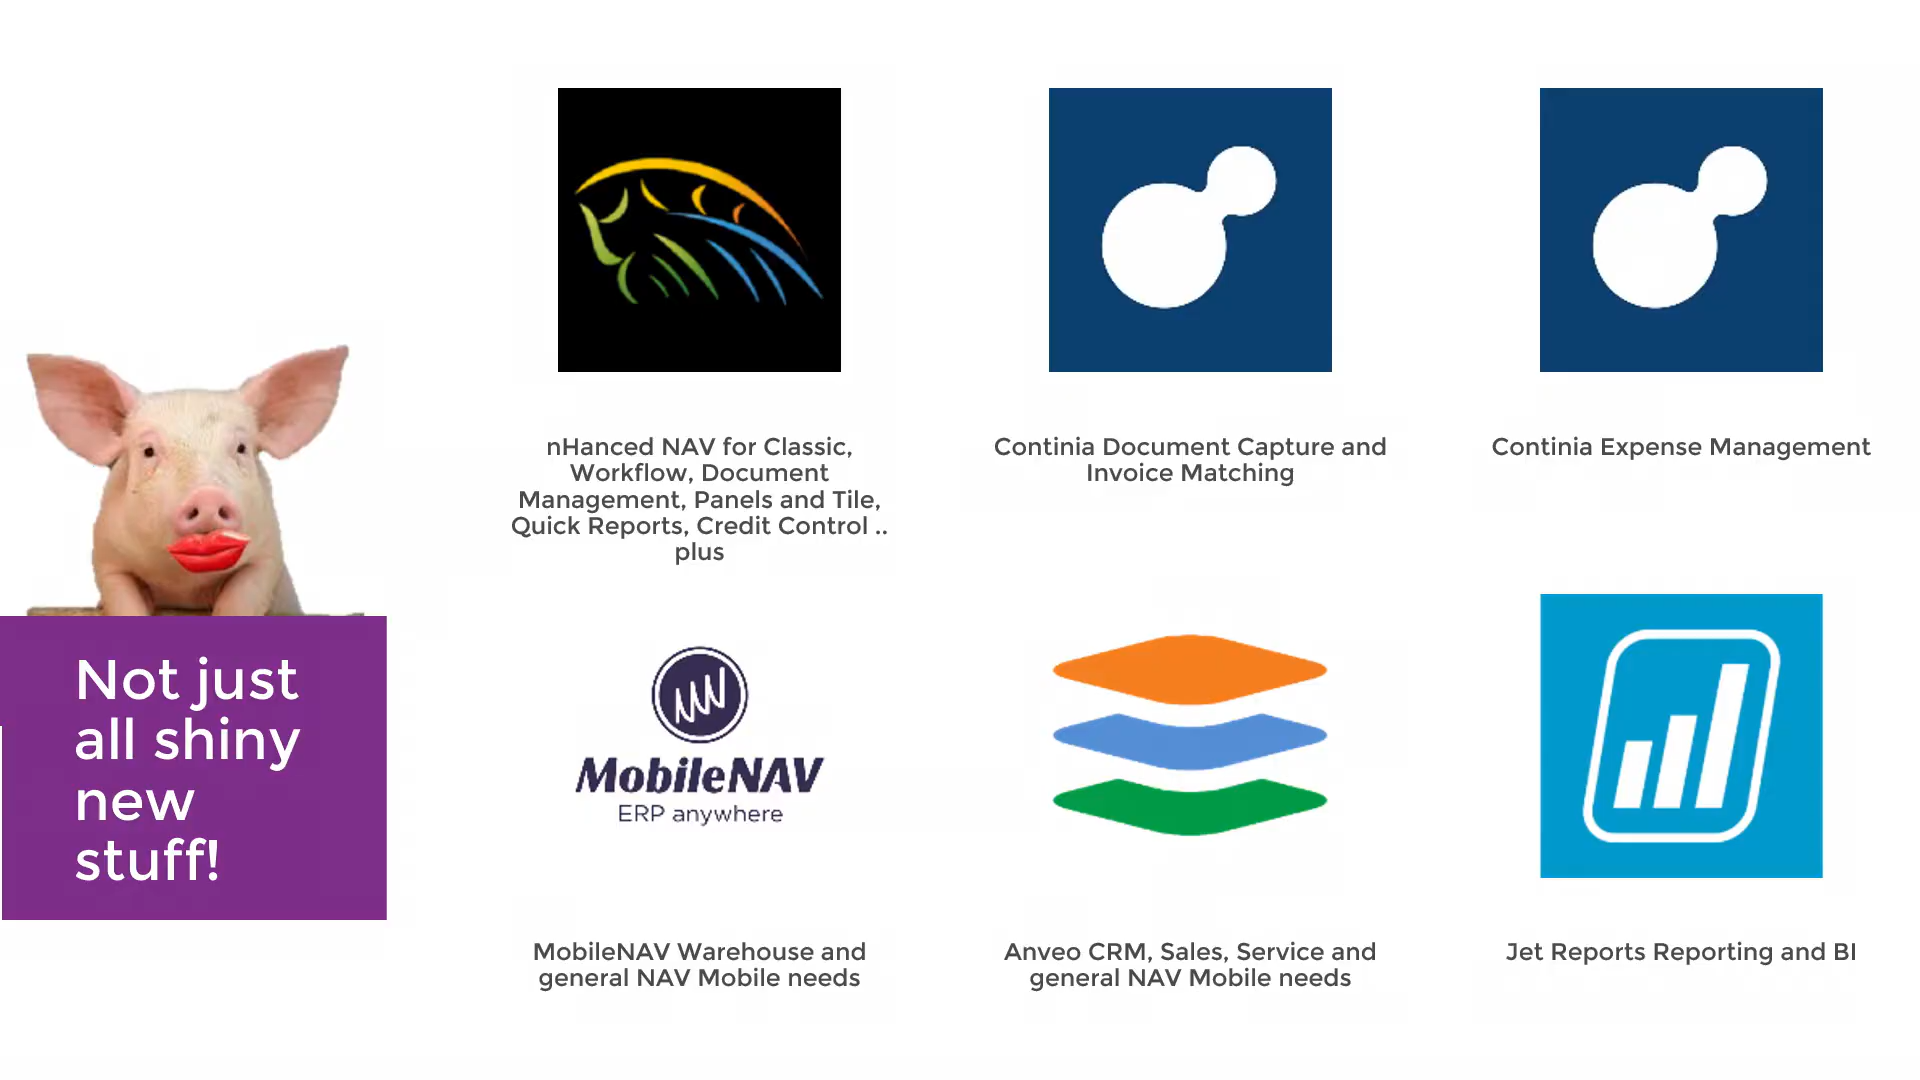 Not just
all shiny
new
stuff!
nHanced NAV for Classic,
Workflow, Document
Management, Panels and Tile,
Quick Reports, Credit Control ..
plus
Continia Document Capture and
Invoice Matching
Continia Expense Management
MobileNAV
ERP anywhere
MobileNAV Warehouse and
general NAV Mobile needs
Anveo CRM, Sales, Service and
general NAV Mobile needs
Jet Reports Reporting and BI